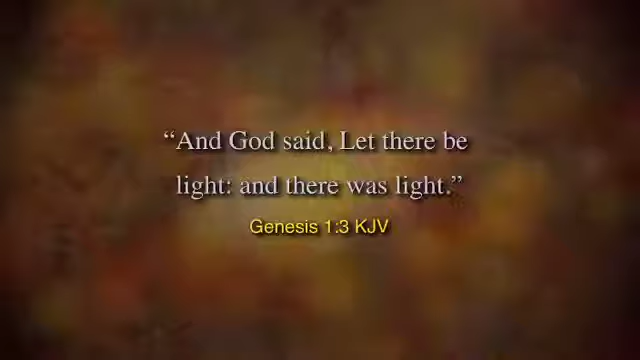 “And God said, Let there be
light: and there was light.”
Genesis 1:3 KJV